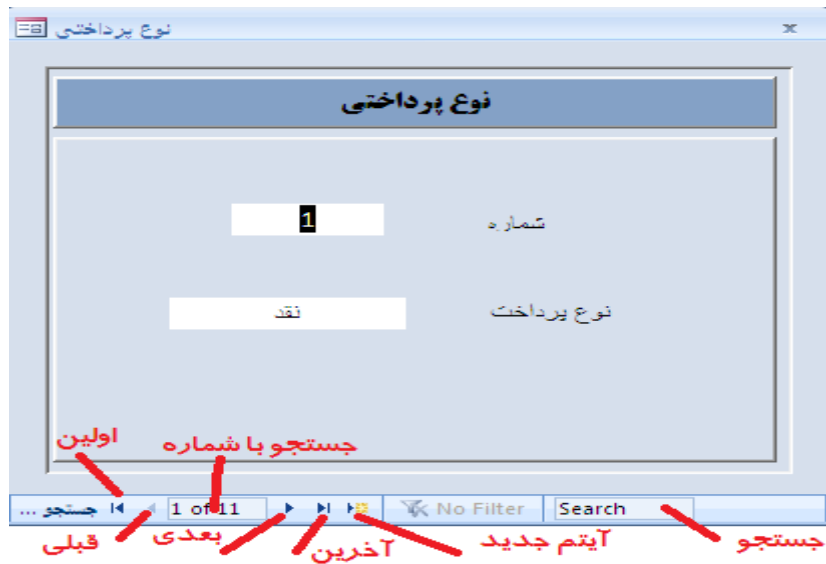 نوع پرداختی
نوع پرداختی
شماره 1
نوع پرداخت نقد
اولین
جستجو با شماره
جستجو ... 1 of 11 No Filter Search
قبلی
بعدی
آخرین
آیتم جدید
جستجو